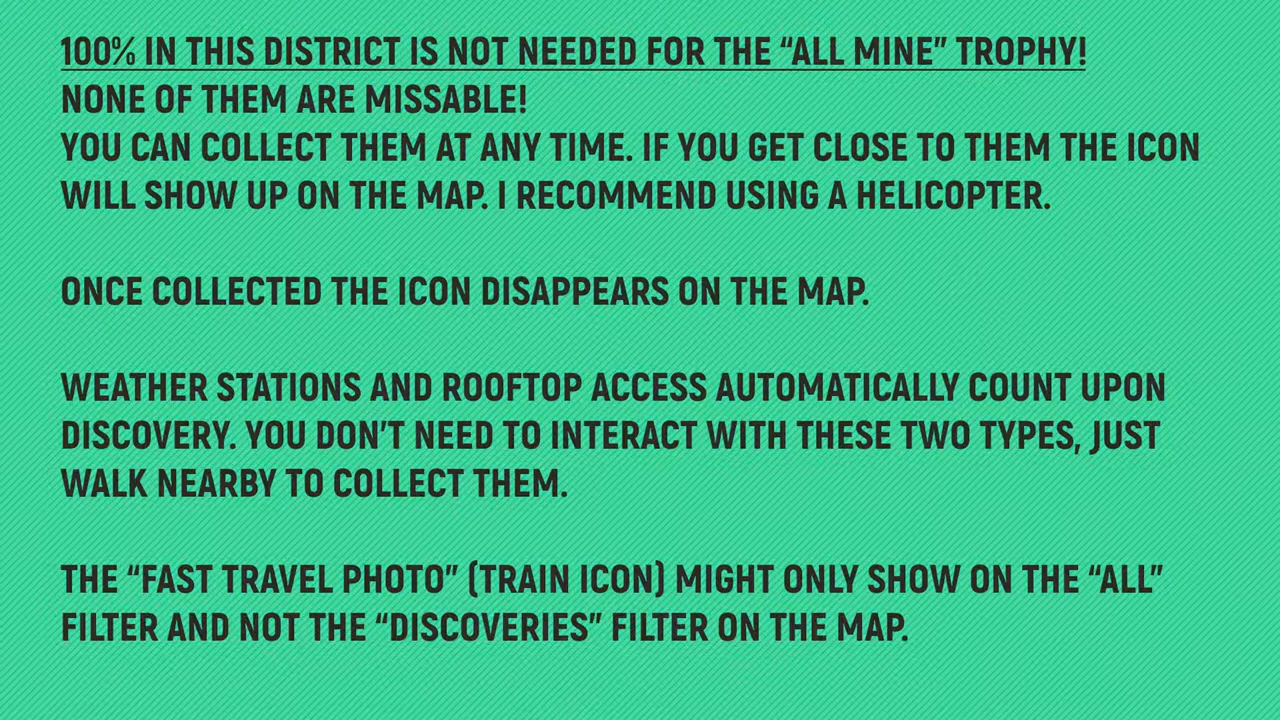 100% IN THIS DISTRICT IS NOT NEEDED FOR THE “ALL MINE” TROPHY!
NONE OF THEM ARE MISSABLE!
YOU CAN COLLECT THEM AT ANY TIME. IF YOU GET CLOSE TO THEM THE ICON
WILL SHOW UP ON THE MAP. I RECOMMEND USING A HELICOPTER.
ONCE COLLECTED THE ICON DISAPPEARS ON THE MAP.
WEATHER STATIONS AND ROOFTOP ACCESS AUTOMATICALLY COUNT UPON
DISCOVERY. YOU DON’T NEED TO INTERACT WITH THESE TWO TYPES, JUST
WALK NEARBY TO COLLECT THEM.
THE “FAST TRAVEL PHOTO” (TRAIN ICON) MIGHT ONLY SHOW ON THE “ALL”
FILTER AND NOT THE “DISCOVERIES” FILTER ON THE MAP.